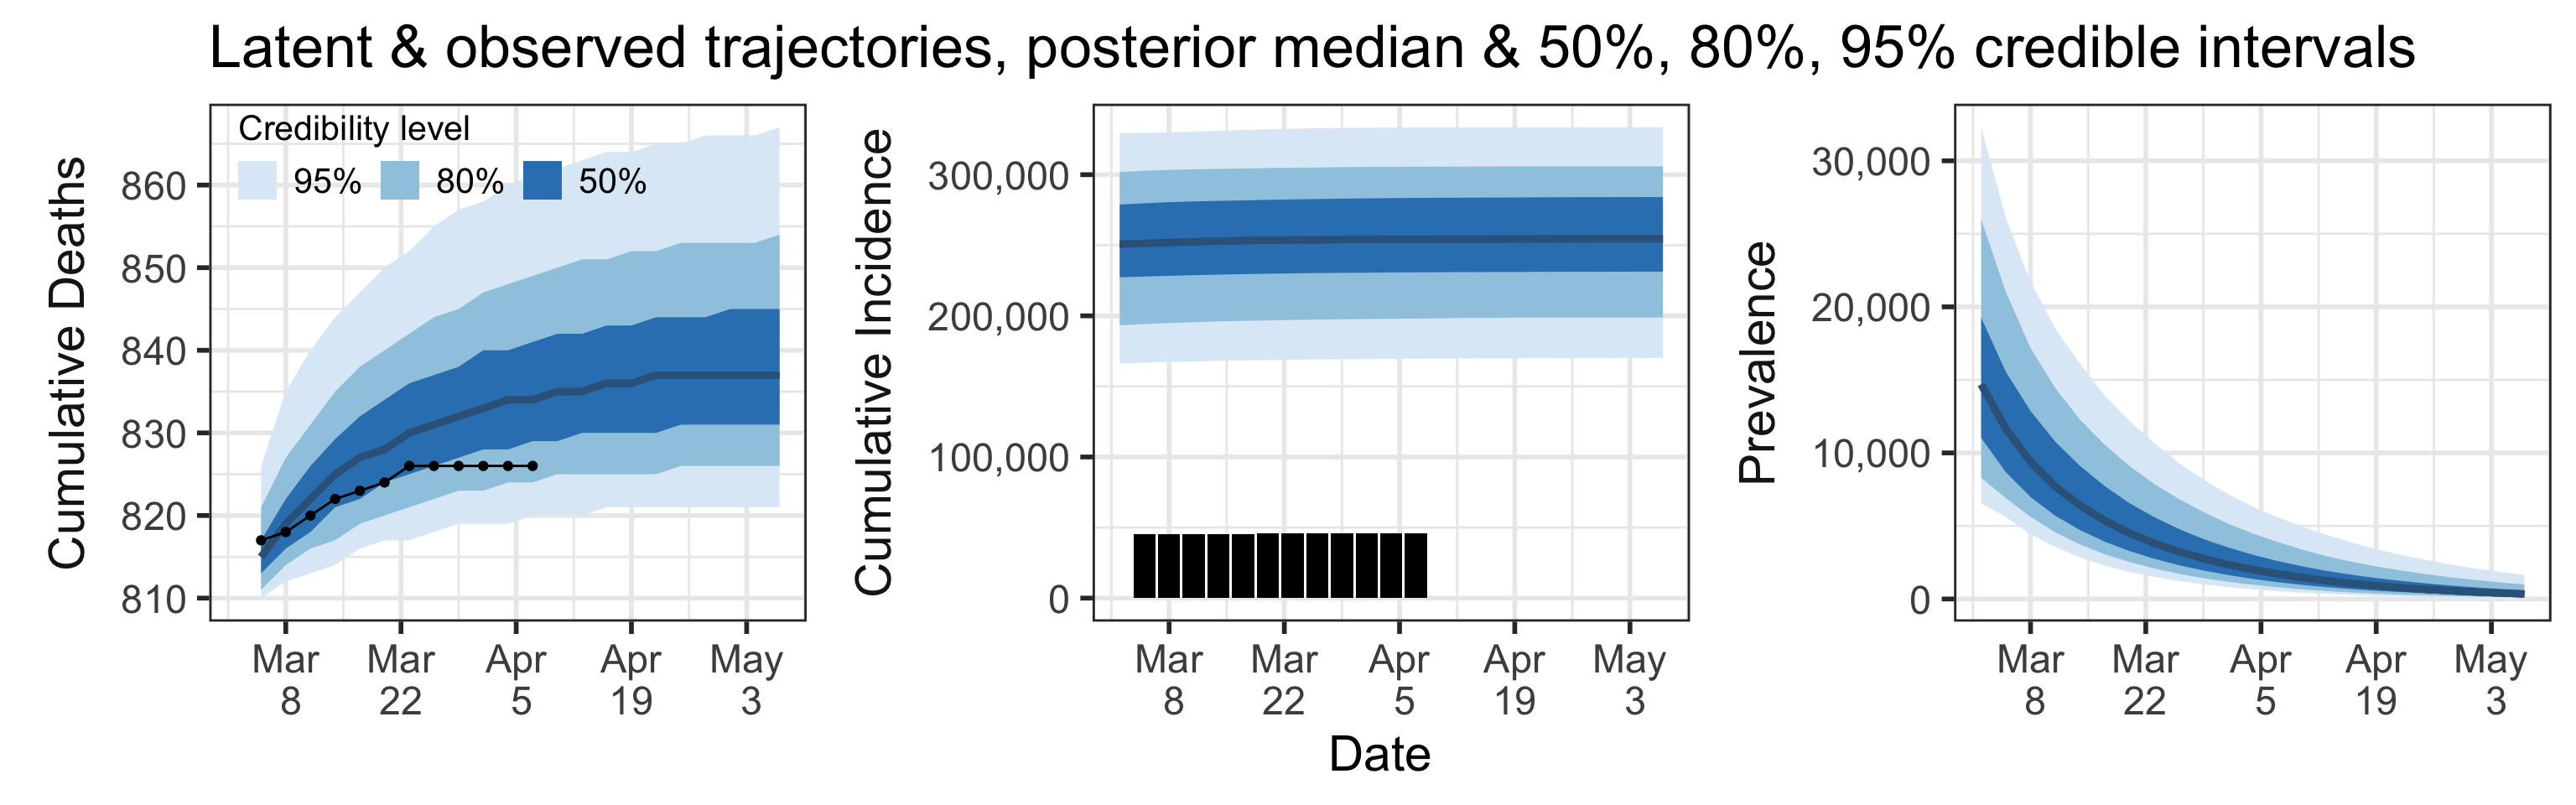 Latent & observed trajectories, posterior median & 50%, 80%, 95% credible intervals
Cumulative Deaths
860
850
840
830
820
810
Credibility level
95% 80% 50%
Mar 8
Mar 22
Apr 5
Apr 19
May 3
Cumulative Incidence
300,000
200,000
100,000
0
Mar 8
Mar 22
Apr 5
Apr 19
May 3
Prevalence
30,000
20,000
10,000
0
Mar 8
Mar 22
Apr 5
Apr 19
May 3
Date